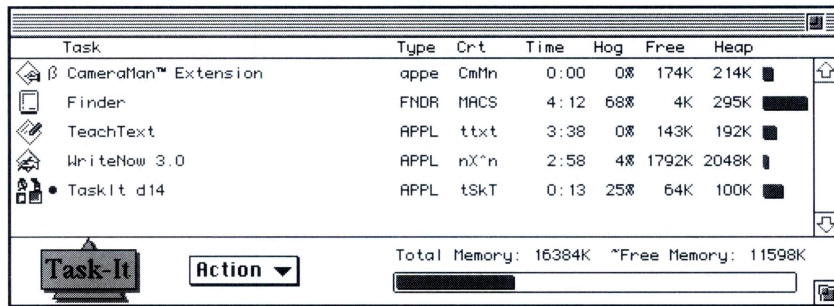 Task Type Crt Time Hog Free Heap
β CameraMan™ Extension appe CmMn 0:00 0% 174K 214K
Finder FNDR MACS 4:12 68% 4K 295K
TeachText APPL ttxt 3:38 0% 143K 192K
WriteNow 3.0 APPL nX^n 2:58 4% 1792K 2048K
• TaskIt d14 APPL tSkT 0:13 25% 64K 100K
Total Memory: 16384K ~Free Memory: 11598K
Task-It Action